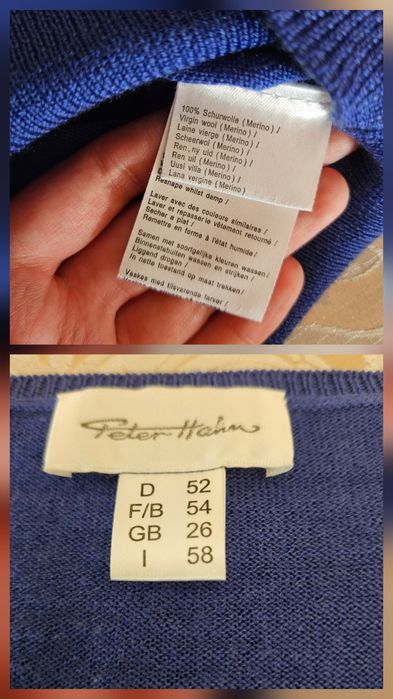 100% Schurwolle (Merino) /
Virgin wool (Merino) /
Laine vierge (Merino) /
Scheerwol (Merino) /
Ren, ny uld (Merino) /
Ren ull (Merino) /
Uusi villa (Merino) /
Lana vergine (Merino) /
Reshape whilst damp /
Laver avec des couleurs similaires /
Laver et repasserle vêtement retourné /
Sècher a plat /
Remettre en forme à l'état humide /
Samen met soortgelijke kleuren wassen /
Binnenstebuiten wassen en strijken /
Liggend drogen /
In natte toestand op maat trekken /
Vaskes med tilsvarende farver /
Peter Hahn
D 52
F/B 54
GB 26
I 58